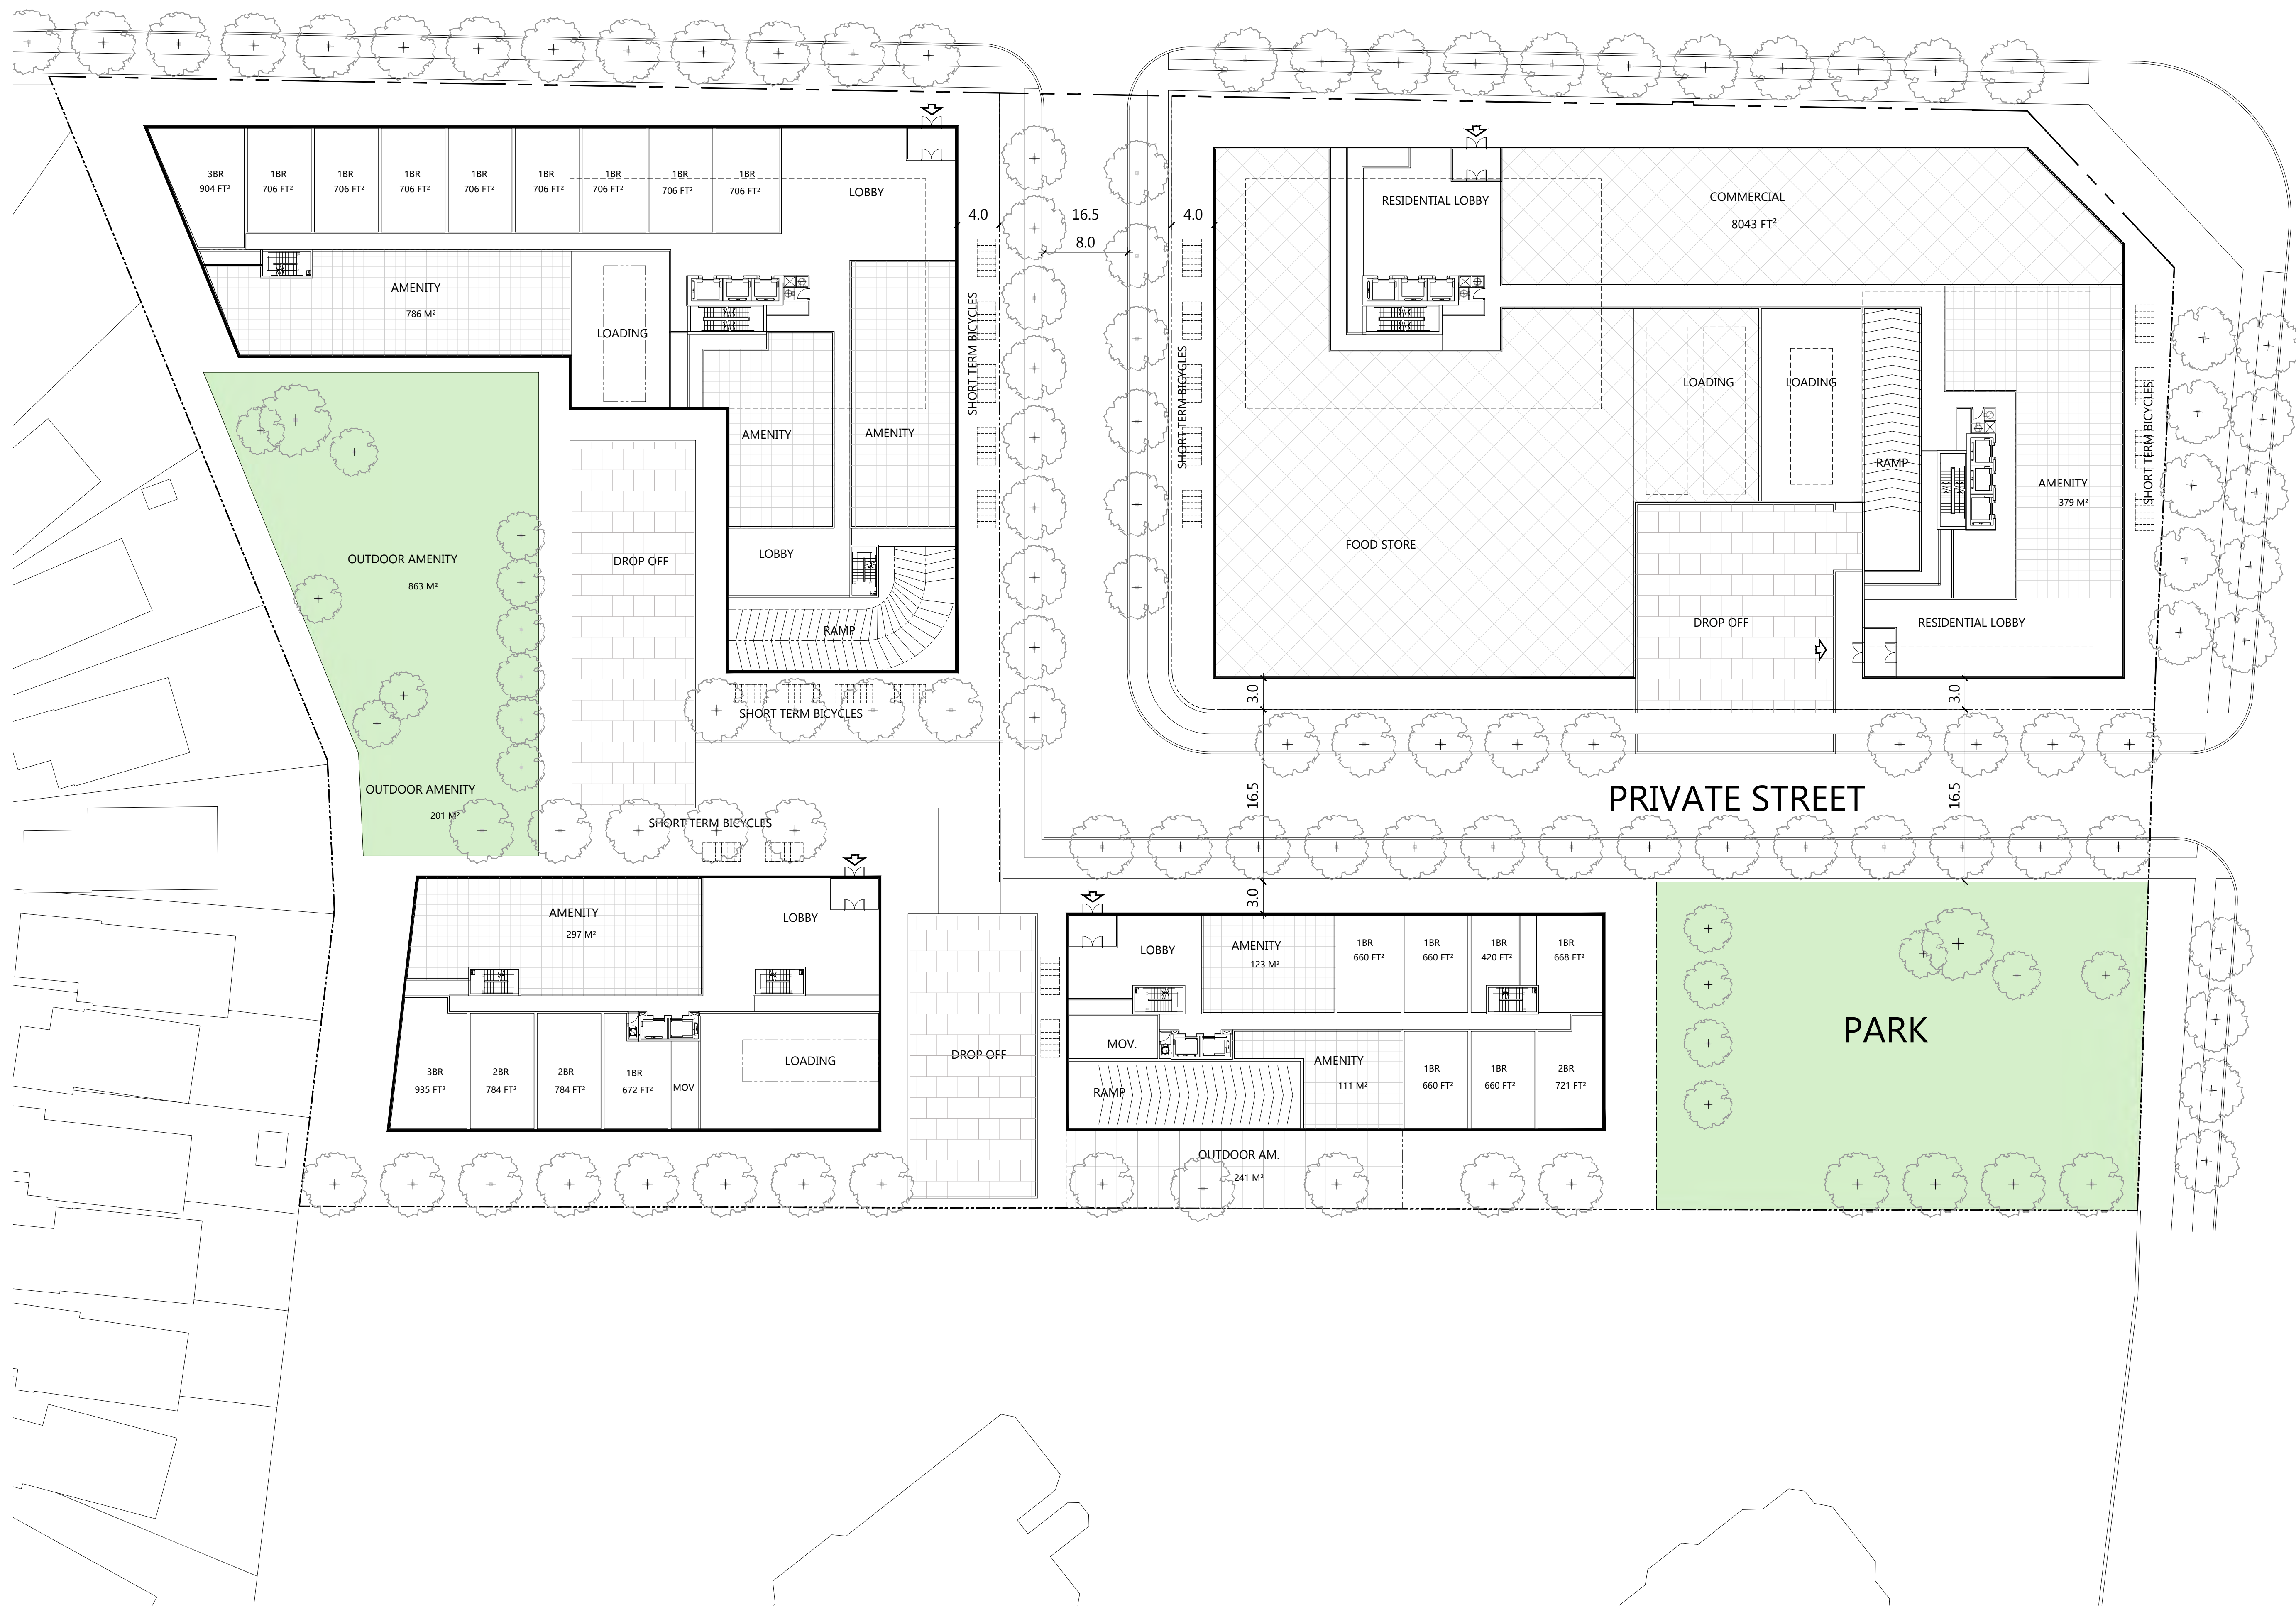 3BR
904 FT²
1BR
706 FT²
1BR
706 FT²
1BR
706 FT²
1BR
706 FT²
1BR
706 FT²
1BR
706 FT²
1BR
706 FT²
1BR
706 FT²
LOBBY
AMENITY
786 M²
LOADING
AMENITY
AMENITY
LOBBY
RAMP
DROP OFF
OUTDOOR AMENITY
863 M²
OUTDOOR AMENITY
201 M²
SHORT TERM BICYCLES
SHORT TERM BICYCLES
SHORT TERM BICYCLES
4.0
16.5
4.0
8.0
SHORT TERM BICYCLES
RESIDENTIAL LOBBY
COMMERCIAL
8043 FT²
LOADING
LOADING
RAMP
AMENITY
379 M²
SHORT TERM BICYCLES
FOOD STORE
DROP OFF
RESIDENTIAL LOBBY
3.0
3.0
16.5
PRIVATE STREET
16.5
3.0
AMENITY
297 M²
LOBBY
3BR
935 FT²
2BR
784 FT²
2BR
784 FT²
1BR
672 FT²
MOV
LOADING
DROP OFF
LOBBY
AMENITY
123 M²
1BR
660 FT²
1BR
660 FT²
1BR
420 FT²
1BR
668 FT²
MOV.
RAMP
AMENITY
111 M²
1BR
660 FT²
1BR
660 FT²
2BR
721 FT²
OUTDOOR AM.
241 M²
PARK